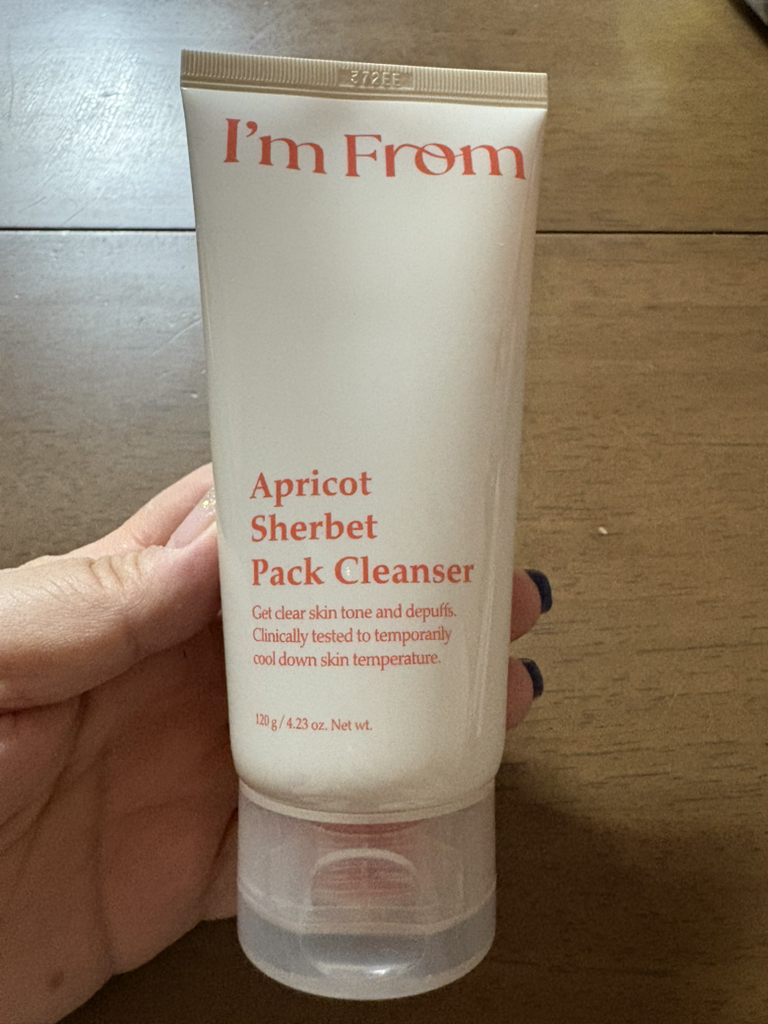 372EE
I'm From
Apricot
Sherbet
Pack Cleanser
Get clear skin tone and depuffs.
Clinically tested to temporarily
cool down skin temperature.
120 g / 4.23 oz. Net wt.